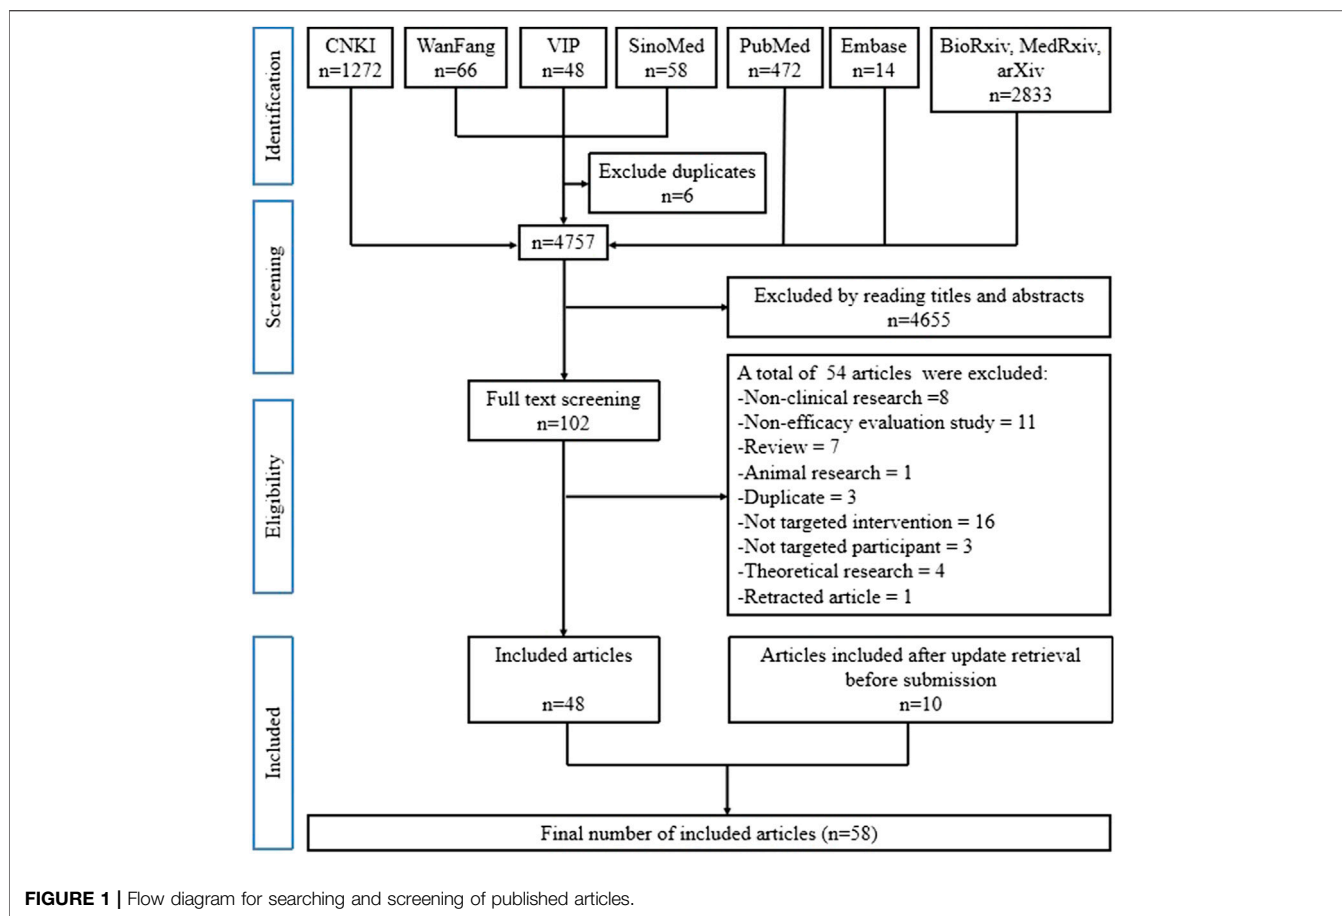 Identification
CNKI
n=1272
WanFang
n=66
VIP
n=48
SinoMed
n=58
PubMed
n=472
Embase
n=14
BioRxiv, MedRxiv,
arXiv
n=2833
Exclude duplicates
n=6
Screening
n=4757
Excluded by reading titles and abstracts
n=4655
Eligibility
Full text screening
n=102
A total of 54 articles were excluded:
-Non-clinical research =8
-Non-efficacy evaluation study = 11
-Review = 7
-Animal research = 1
-Duplicate = 3
-Not targeted intervention = 16
-Not targeted participant = 3
-Theoretical research = 4
-Retracted article = 1
Included
Included articles
n=48
Articles included after update retrieval
before submission
n=10
Final number of included articles (n=58)
FIGURE 1 | Flow diagram for searching and screening of published articles.